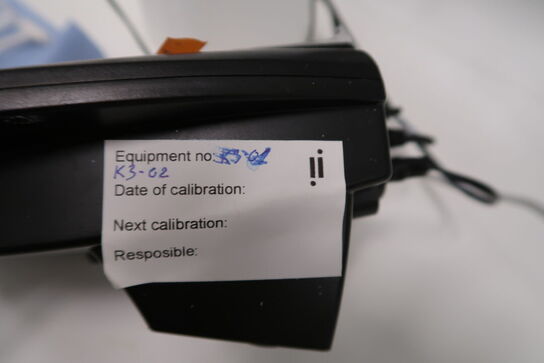 Equipment no:
K3-02
Date of calibration:
Next calibration:
Resposible: